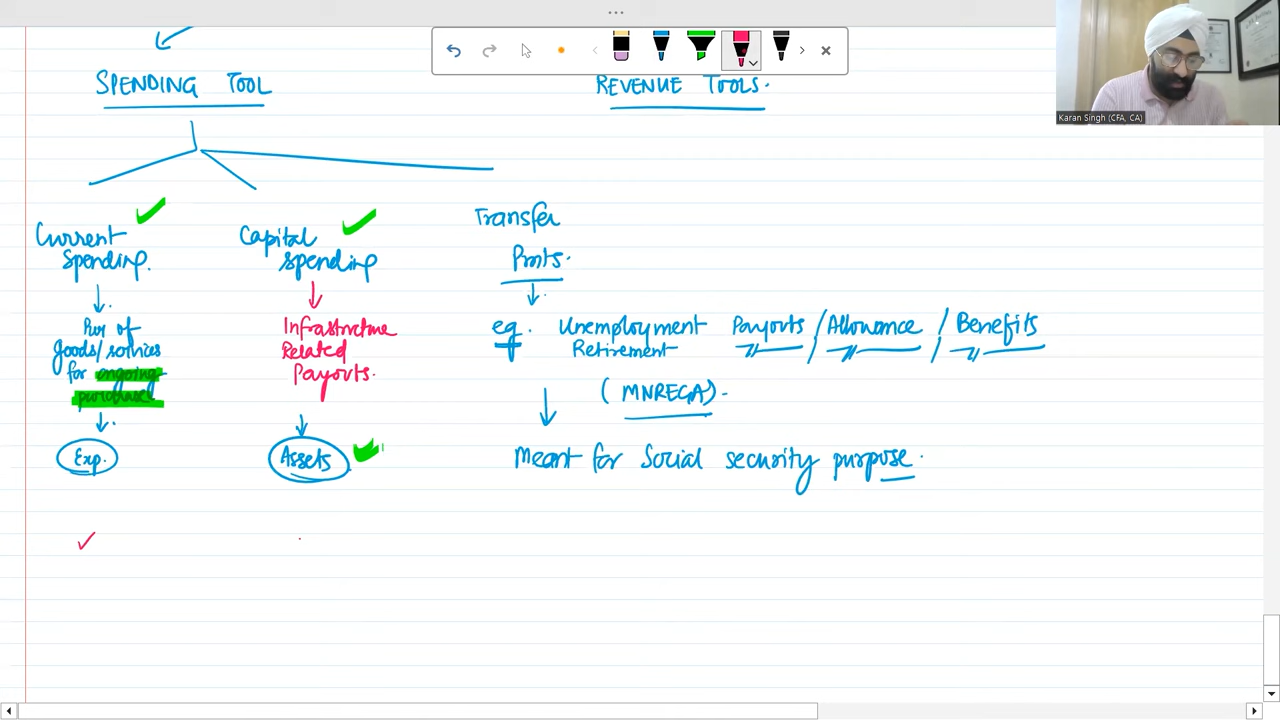 SPENDING TOOL
REVENUE TOOLS.
Current
Spending.
Capital
spending
Transfer
Pmts.
Pur of
goods/services
for ongoing
purchase
Infrastructure
Related
Payouts.
eg. Unemployment Payouts / Allowance / Benefits
Retirement
(MNREGA).
Exp.
Assets
Meant for Social security purpose.
Karan Singh (CFA, CA)